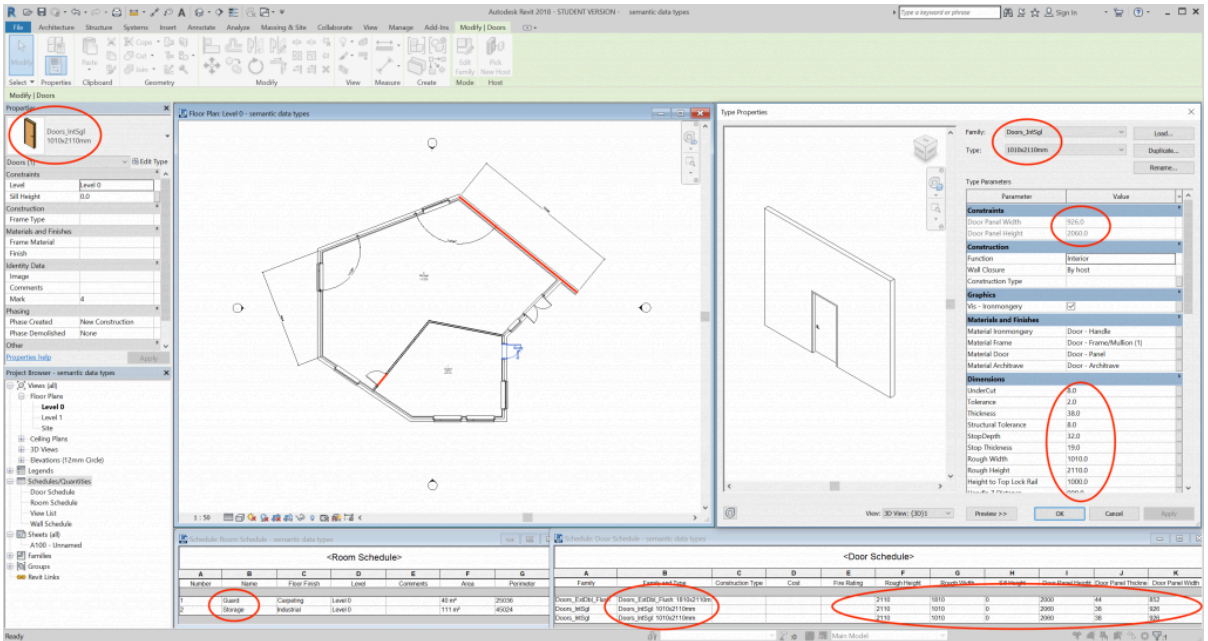 Autodesk Revit 2018 - STUDENT VERSION - semantic data types
Type a keyword or phrase
Sign In
File Architecture Structure Systems Insert Annotate Analyze Massing & Site Collaborate View Manage Add-Ins Modify | Doors
Modify
Paste
Cope
Cut
Join
Edit Family
Pick New Host
Select Properties Clipboard Geometry Modify View Measure Create Mode Host
Modify | Doors
Properties
Doors_IntSgl
1010x2110mm
Doors (1) Edit Type
Constraints
Level Level 0
Sill Height 0.0
Construction
Frame Type
Materials and Finishes
Frame Material
Finish
Identity Data
Image
Comments
Mark 4
Phasing
Phase Created New Construction
Phase Demolished None
Other
Properties help Apply
Project Browser - semantic data types
Views (all)
Floor Plans
Level 0
Level 1
Site
Ceiling Plans
3D Views
Elevations (12mm Circle)
Legends
Schedules/Quantities
Door Schedule
Room Schedule
View List
Wall Schedule
Sheets (all)
A100 - Unnamed
Families
Groups
Revit Links
Ready
Floor Plan: Level 0 - semantic data types
1 : 50
Type Properties
Family: Doors_IntSgl Load...
Type: 1010x2110mm Duplicate...
Rename...
Type Parameters
Parameter Value
Constraints
Door Panel Width 926.0
Door Panel Height 2060.0
Construction
Function Interior
Wall Closure By host
Construction Type
Graphics
Vis - Ironmongery
Materials and Finishes
Material Ironmongery Door - Handle
Material Frame Door - Frame/Mullion (1)
Material Door Door - Panel
Material Architrave Door - Architrave
Dimensions
UnderCut 8.0
Tolerance 2.0
Thickness 38.0
Structural Tolerance 8.0
StopDepth 32.0
Stop Thickness 19.0
Rough Width 1010.0
Rough Height 2110.0
Height to Top Lock Rail 1000.0
View: 3D View: {3D}1 Preview >> OK Cancel Apply
Schedule: Room Schedule - semantic data types
<Room Schedule>
A B C D E F G
Number Name Floor Finish Level Comments Area Perimeter
1 Guard Carpeting Level 0 40 m² 25036
2 Storage Industrial Level 0 111 m² 45024
Schedule: Door Schedule - semantic data types
<Door Schedule>
A B C D E F G H I J K
Family Family and Type Construction Type Cost Fire Rating Rough Height Rough Width Sill Height Door Panel Height Door Panel Thickne Door Panel Width
Doors_ExtDbl_Flush Doors_ExtDbl_Flush: 1810x2110m 2110 1810 0 2000 44 852
Doors_IntSgl Doors_IntSgl: 1010x2110mm 2110 1010 0 2060 38 926
Doors_IntSgl Doors_IntSgl: 1010x2110mm 2110 1010 0 2060 38 926
Main Model